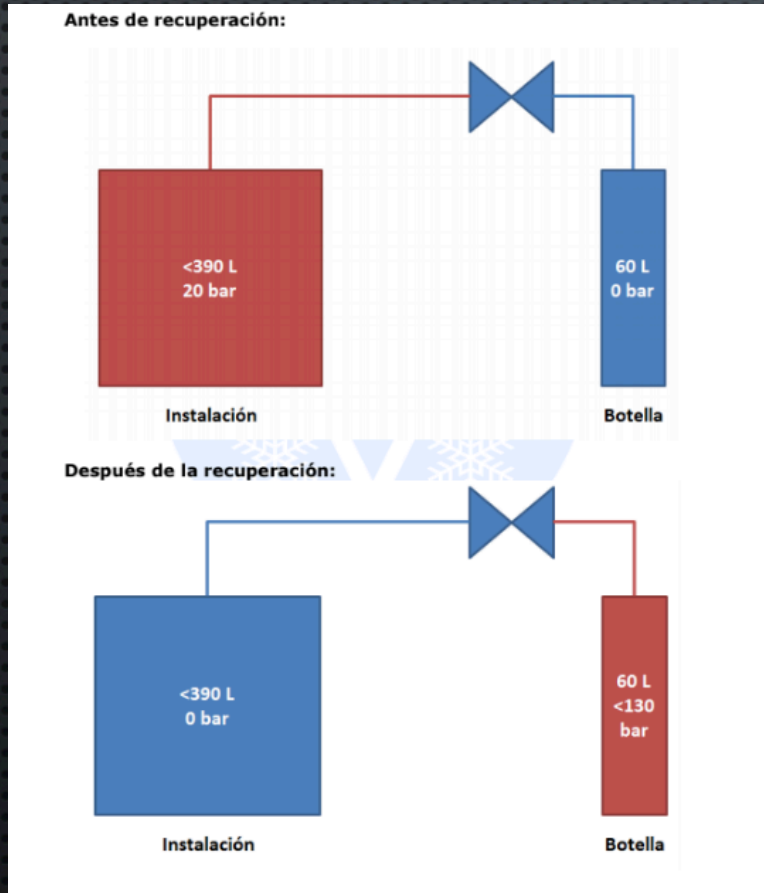 Antes de recuperación:
<390 L
20 bar
60 L
0 bar
Instalación
Botella
Después de la recuperación:
<390 L
0 bar
60 L
<130
bar
Instalación
Botella